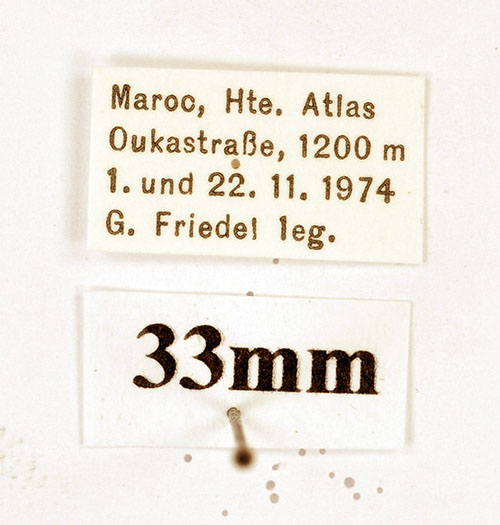 Maroc, Hte. Atlas
Oukastraße, 1200 m
1. und 22. 11. 1974
G. Friedel leg.
33mm